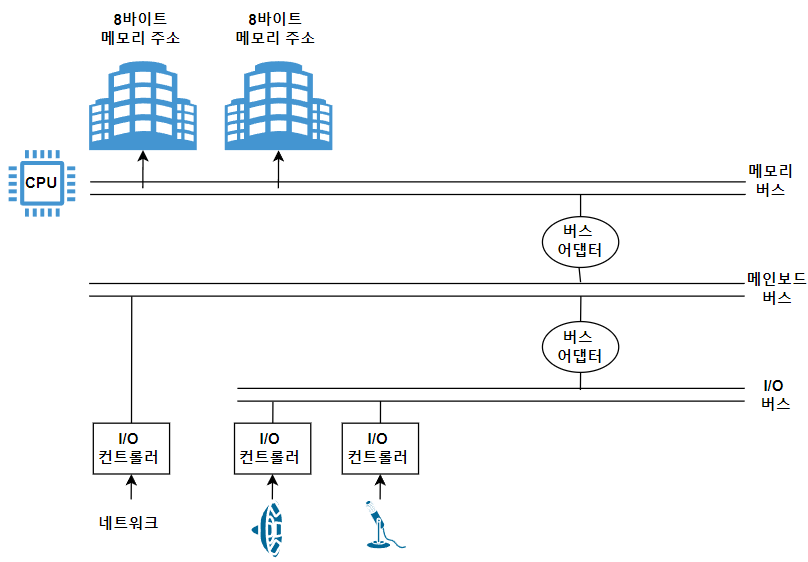 8바이트
메모리 주소
8바이트
메모리 주소
CPU
메모리
버스
버스
어댑터
메인보드
버스
버스
어댑터
I/O
버스
I/O
컨트롤러
I/O
컨트롤러
I/O
컨트롤러
네트워크